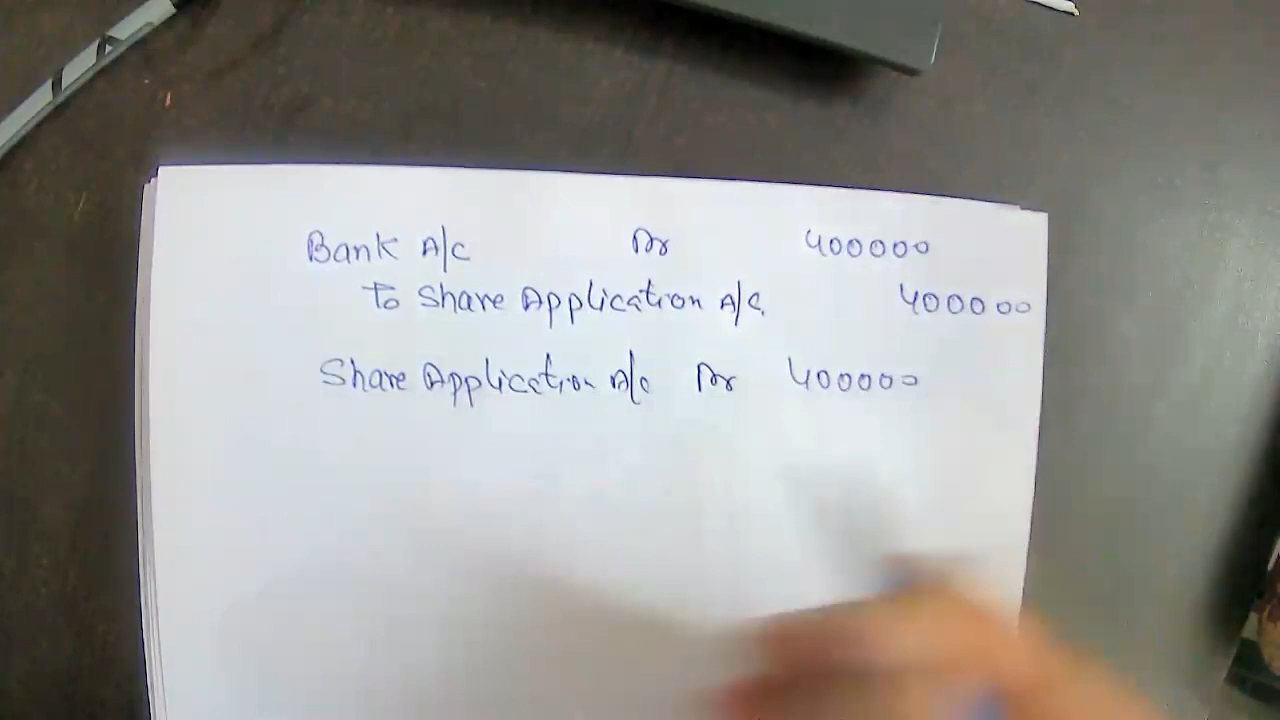 Bank A/c Dr 400000
To Share Application A/c 400000
Share Application A/c Dr 400000